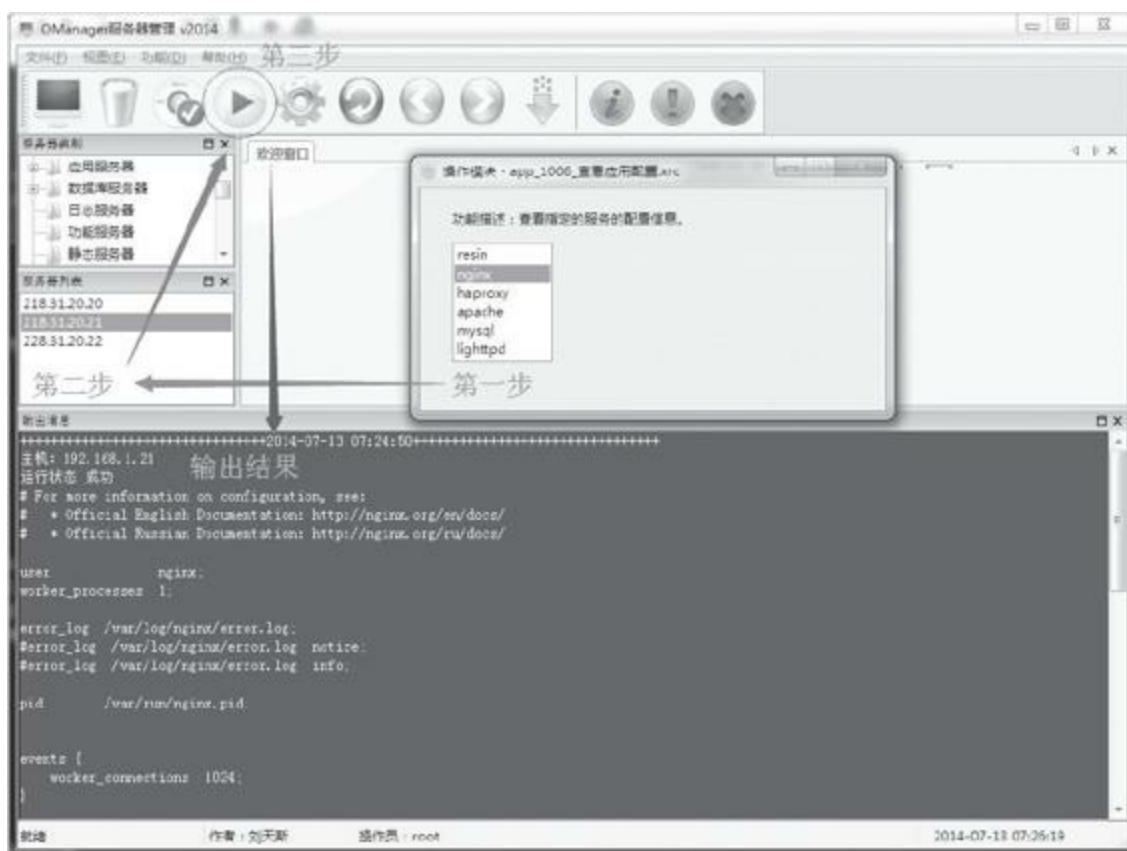 OManager服务器管理 v2014
文件(F) 视图(E) 功能(D) 帮助(H)
第三步
服务器类别
应用服务器
数据库服务器
日志服务器
功能服务器
静态服务器
服务器列表
218.31.20.20
218.31.20.21
228.31.20.22
第二步
欢迎窗口
操作模块 - app_1006_查看应用配置.arc
功能描述：查看指定的服务的配置信息。
resin
nginx
haproxy
apache
mysql
lighttpd
第一步
输出消息
++++++++++++++++++++++++++++++++2014-07-13 07:24:50++++++++++++++++++++++++++++++++
主机: 192.168.1.21
运行状态 成功
输出结果
# For more information on configuration, see:
#   * Official English Documentation: http://nginx.org/en/docs/
#   * Official Russian Documentation: http://nginx.org/ru/docs/
user nginx;
worker_processes 1;
error_log /var/log/nginx/error.log;
#error_log /var/log/nginx/error.log notice;
#error_log /var/log/nginx/error.log info;
pid /var/run/nginx.pid
events {
worker_connections 1024;
}
就绪 作者：刘天斯 操作员：root 2014-07-13 07:26:19